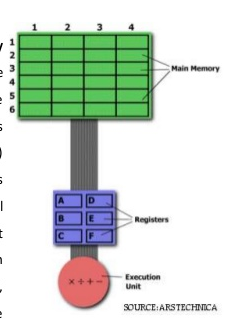 1 2 3 4
1
2
3
4
5
6
Main Memory
A D
B E
C F
Registers
× ÷ + −
Execution
Unit
SOURCE: ARSTECHNICA